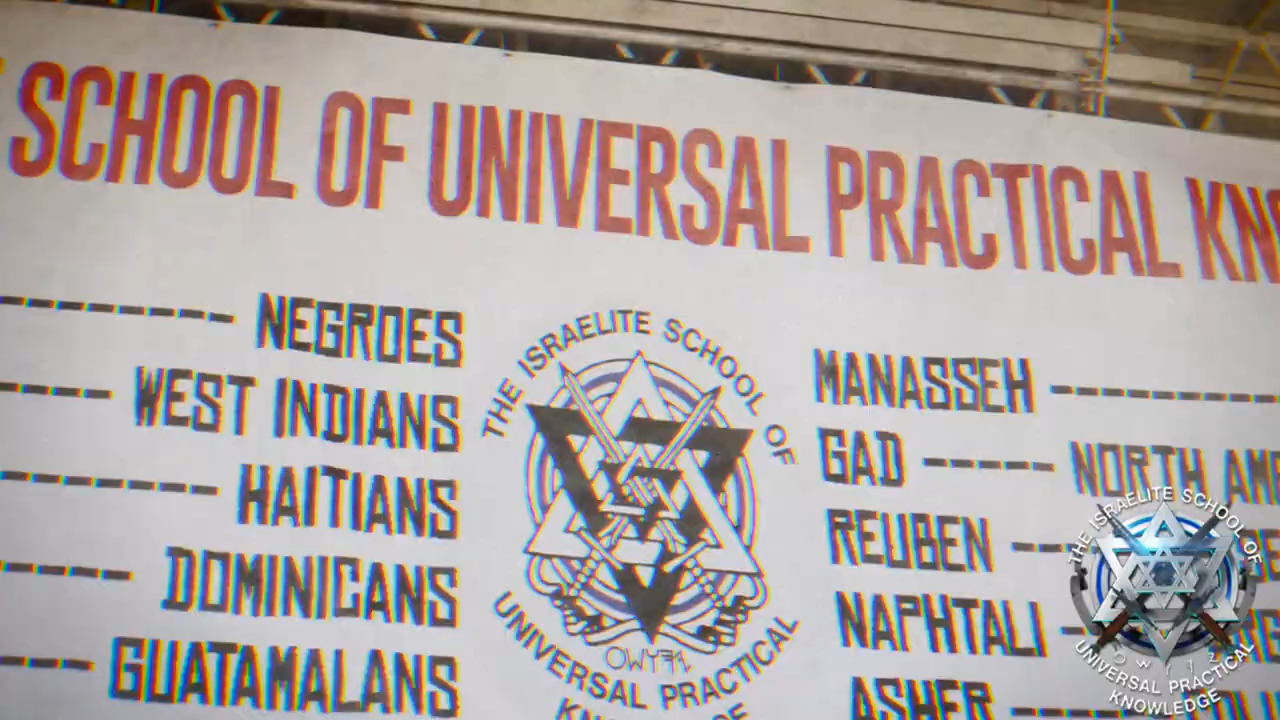 SCHOOL OF UNIVERSAL PRACTICAL
NEGROES
WEST INDIANS
HAITIANS
DOMINICANS
GUATAMALANS
THE ISRAELITE SCHOOL OF
UNIVERSAL PRACTICAL
MANASSEH
GAD NORTH
REUBEN
NAPHTALI
ASHER
THE ISRAELITE SCHOOL OF
UNIVERSAL PRACTICAL
KNOWLEDGE